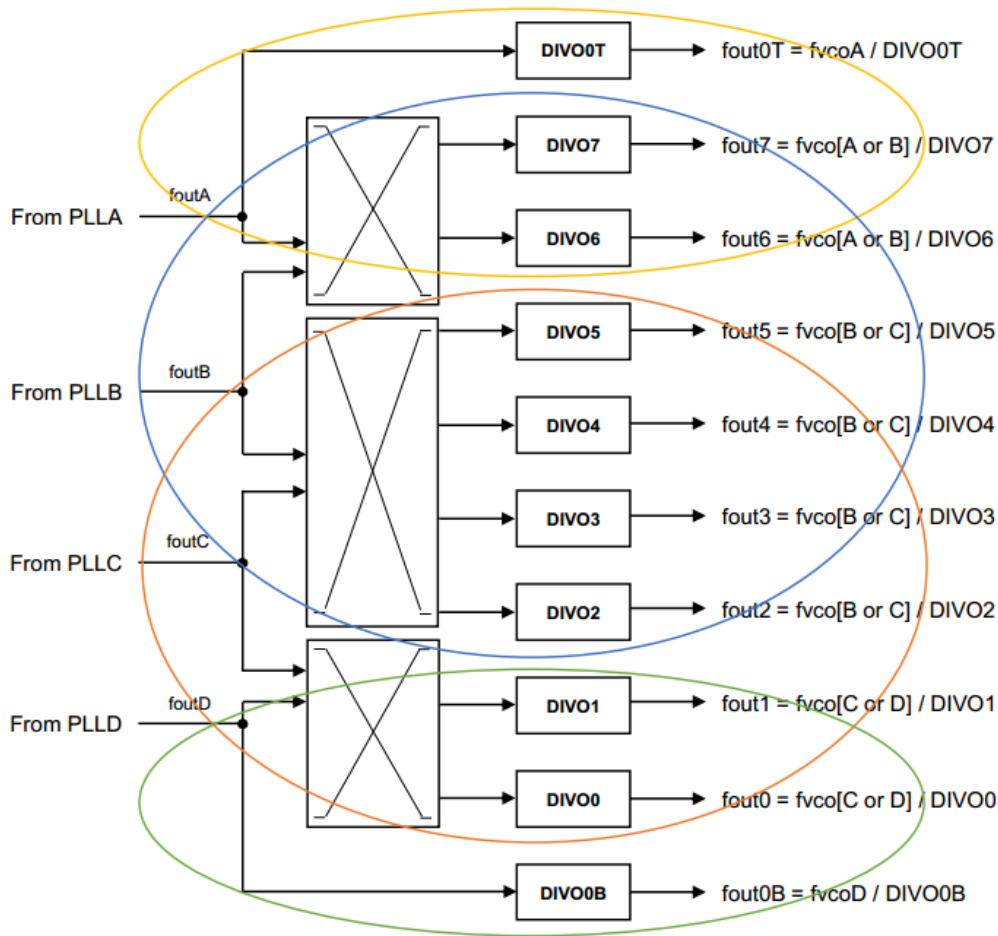 DIVO0T
fout0T = fvcoA / DIVO0T
DIVO7
fout7 = fvco[A or B] / DIVO7
foutA
From PLLA
DIVO6
fout6 = fvco[A or B] / DIVO6
DIVO5
fout5 = fvco[B or C] / DIVO5
foutB
From PLLB
DIVO4
fout4 = fvco[B or C] / DIVO4
DIVO3
fout3 = fvco[B or C] / DIVO3
foutC
From PLLC
DIVO2
fout2 = fvco[B or C] / DIVO2
foutD
From PLLD
DIVO1
fout1 = fvco[C or D] / DIVO1
DIVO0
fout0 = fvco[C or D] / DIVO0
DIVO0B
fout0B = fvcoD / DIVO0B